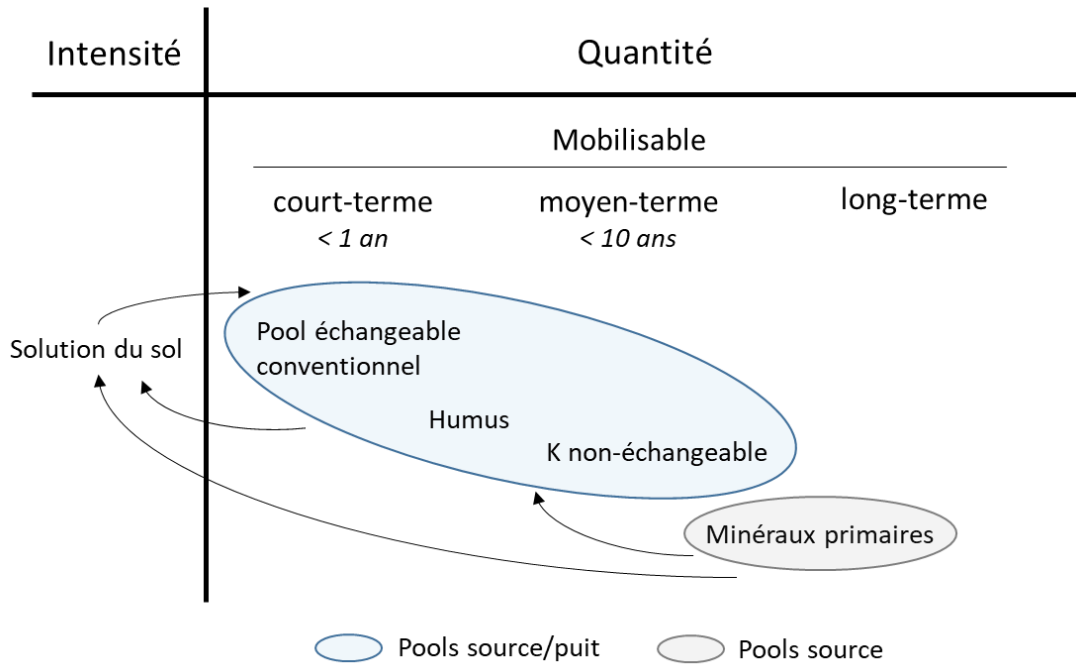 Intensité
Quantité
Mobilisable
court-terme
< 1 an
moyen-terme
< 10 ans
long-terme
Solution du sol
Pool échangeable
conventionnel
Humus
K non-échangeable
Minéraux primaires
Pools source/puit
Pools source